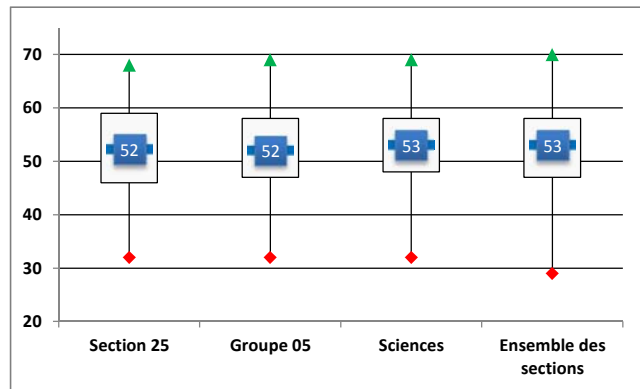 70
60
50
40
30
20
52
52
53
53
Section 25
Groupe 05
Sciences
Ensemble des
sections